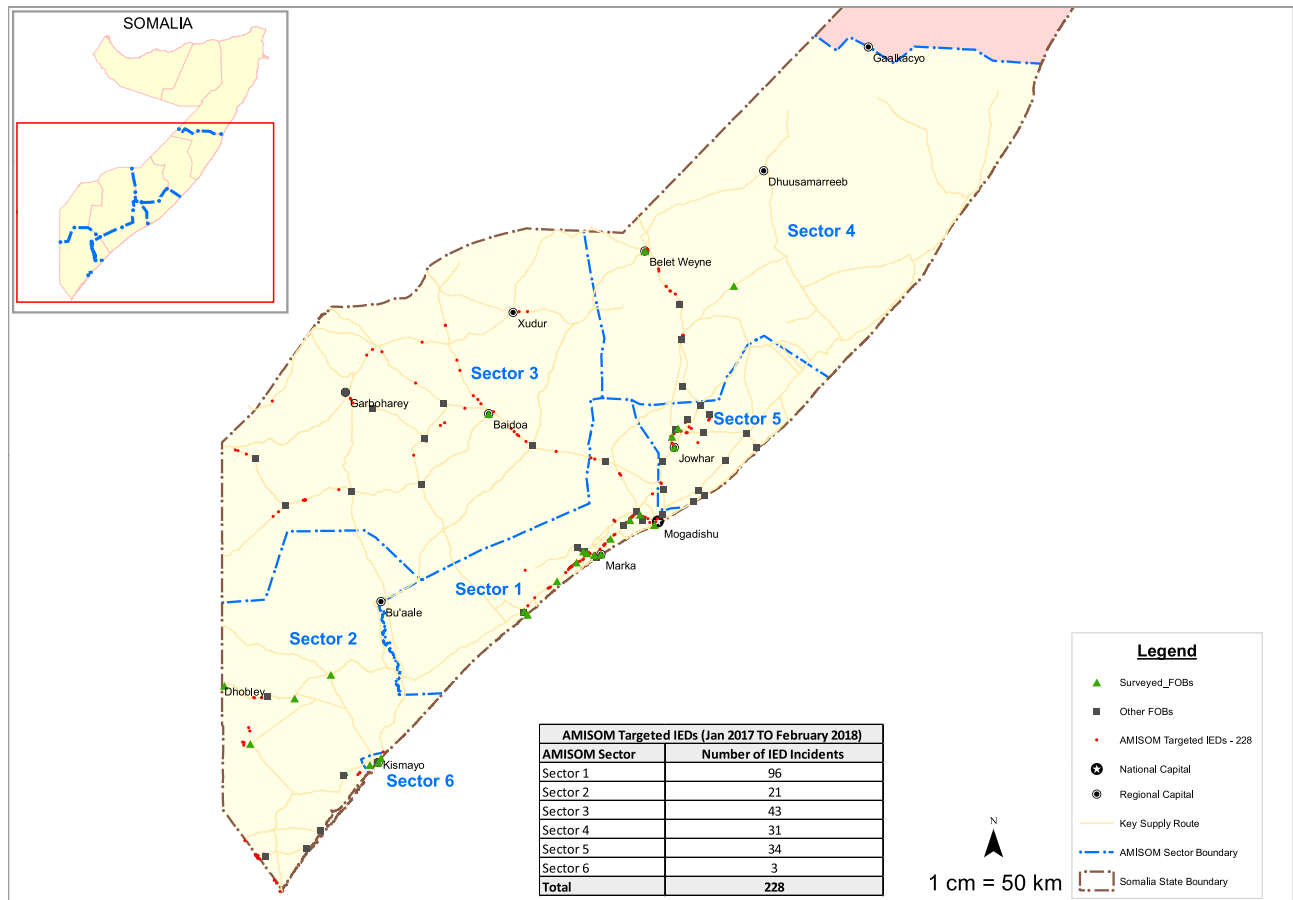 SOMALIA
Gaalkacyo
Dhuusamarreeb
Sector 4
Belet Weyne
Xudur
Sector 3
Garboharey
Baidoa
Sector 5
Jowhar
Mogadishu
Marka
Sector 1
Bu'aale
Sector 2
Dhobley
Kismayo
Sector 6
AMISOM Targeted IEDs (Jan 2017 TO February 2018)
AMISOM Sector Number of IED Incidents
Sector 1 96
Sector 2 21
Sector 3 43
Sector 4 31
Sector 5 34
Sector 6 3
Total 228
N
1 cm = 50 km
Legend
Surveyed_FOBs
Other FOBs
AMISOM Targeted IEDs - 228
National Capital
Regional Capital
Key Supply Route
AMISOM Sector Boundary
Somalia State Boundary